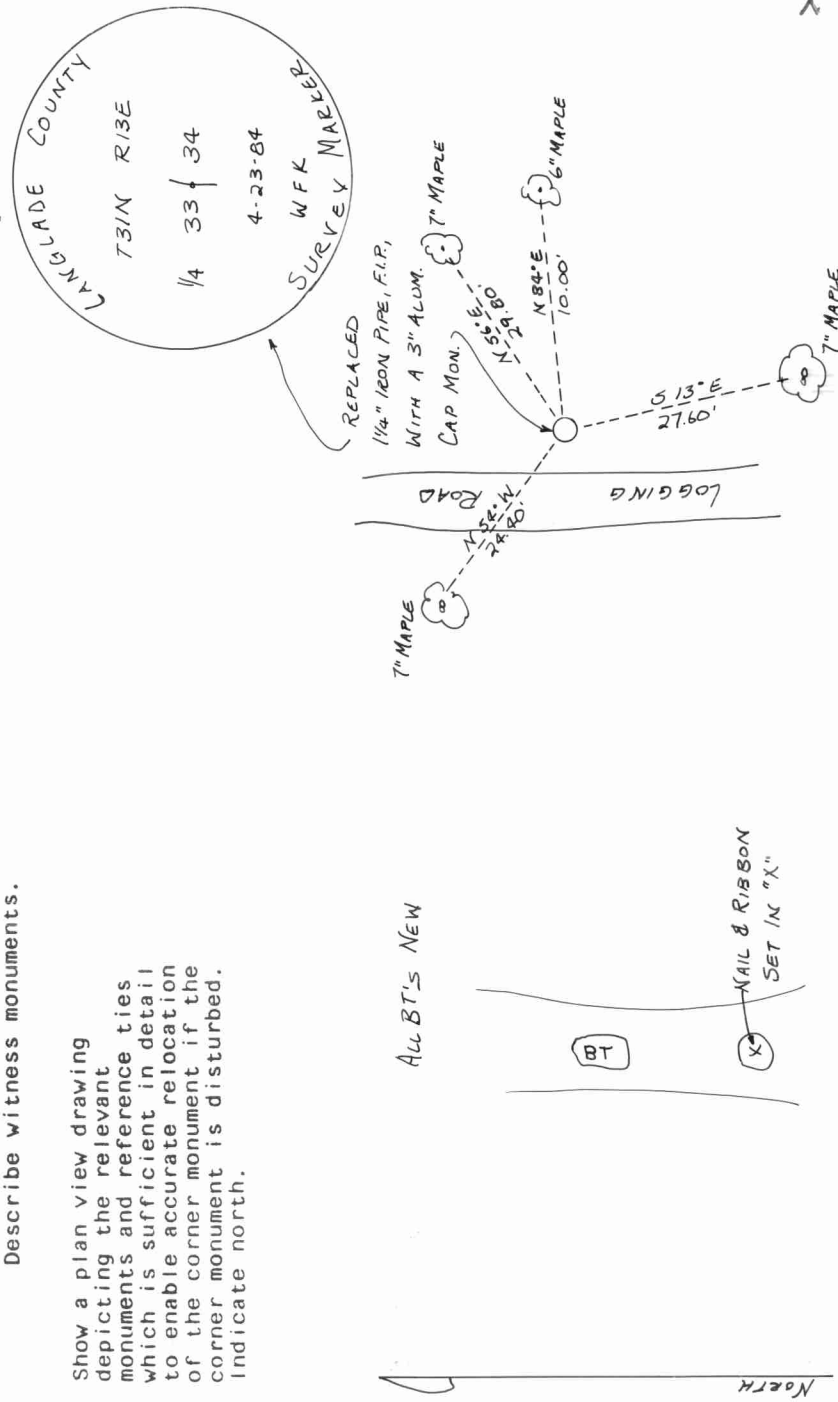 Describe witness monuments.
Show a plan view drawing
depicting the relevant
monuments and reference ties
which is sufficient in detail
to enable accurate relocation
of the corner monument if the
corner monument is disturbed.
Indicate north.
LANGLADE COUNTY
T31N R13E
1/4 33 34
4-23-84
WFK
SURVEY MARKER
REPLACED
1 1/4" IRON PIPE, F.I.P.,
WITH A 3" ALUM.
CAP MON.
7" MAPLE
N 56° E
29.80'
6" MAPLE
N 84° E
10.00'
7" MAPLE
S 13° E
27.60'
7" MAPLE
N 54° W
24.40'
LOGGING ROAD
ALL BT'S NEW
BT
X
NAIL & RIBBON
SET IN "X"
NORTH